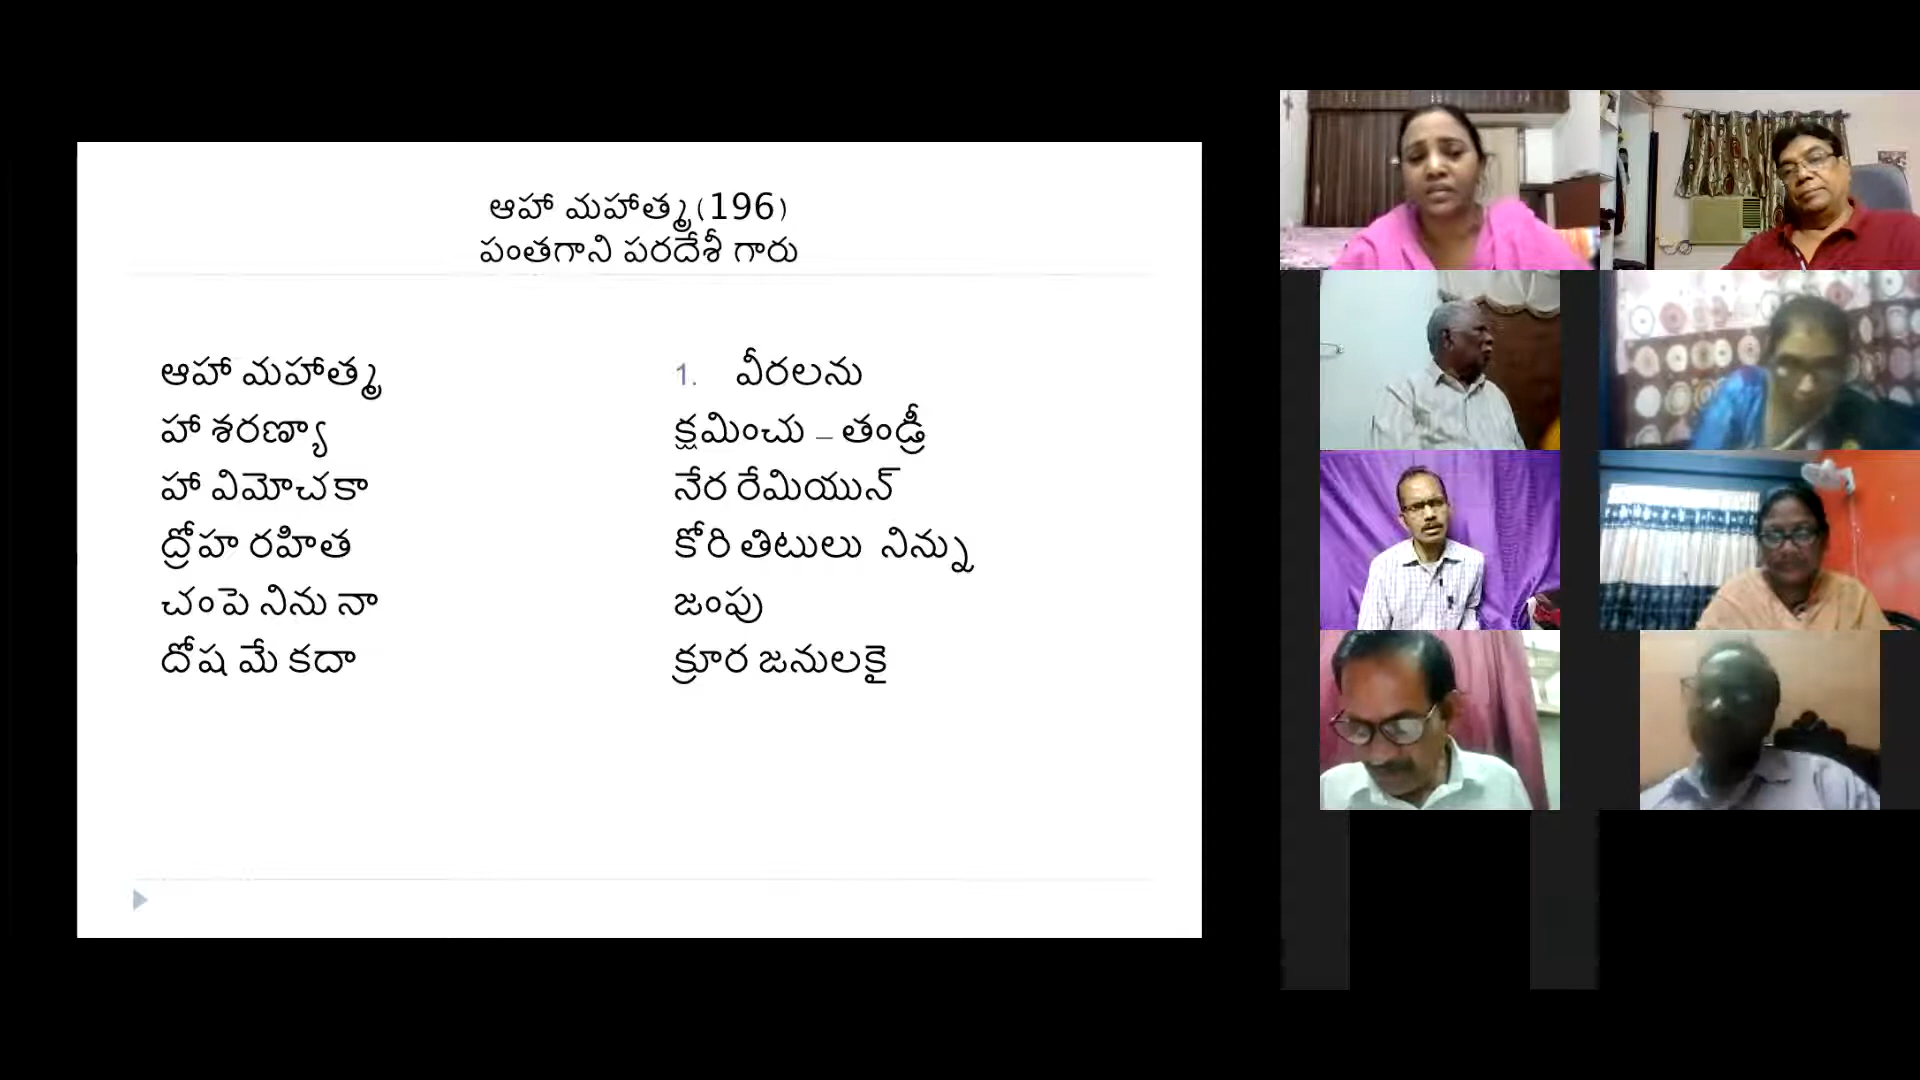 ఆహా మహాత్మ (196)
పంతగాని పరదేశీ గారు
ఆహా మహాత్మ
హా శరణ్యా
హా విమోచకా
ద్రోహ రహిత
చంపె నిను నా
దోష మే కదా
1. వీరలను
క్షమించు – తండ్రీ
నేర రేమియున్
కోరి తిటులు నిన్ను
జంపు
క్రూర జనులకై